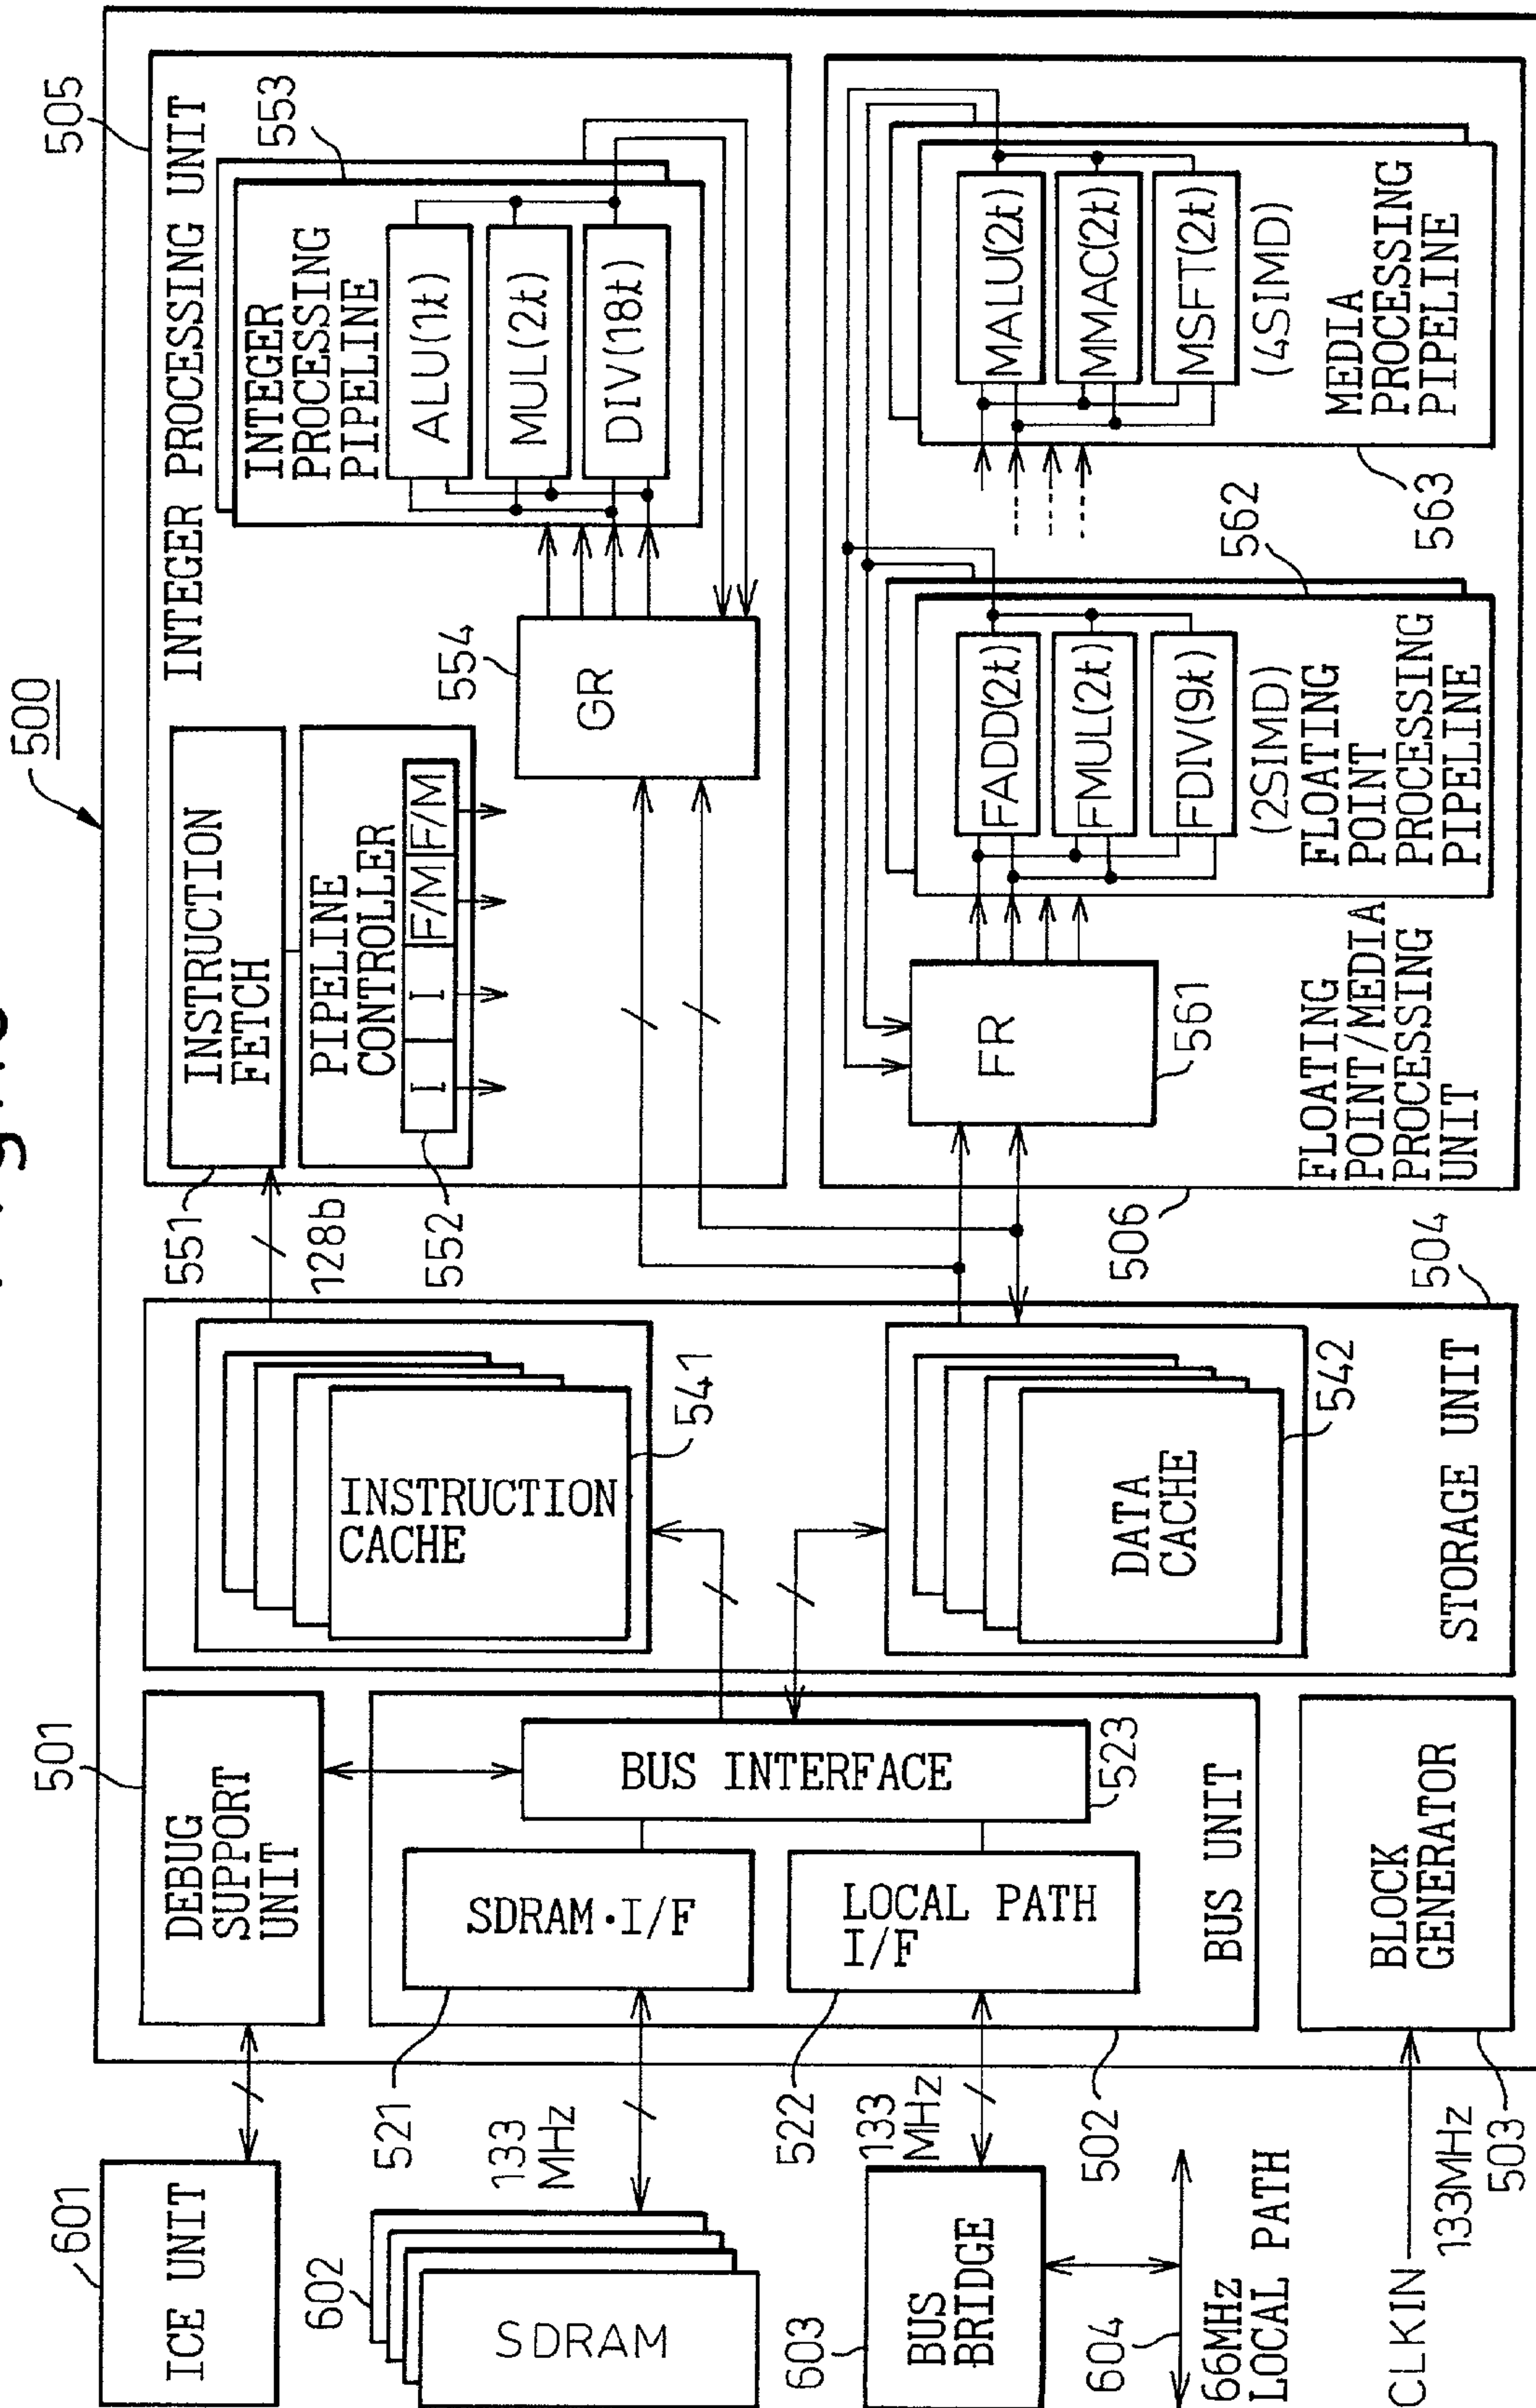 500
505
INTEGER PROCESSING UNIT
551
INSTRUCTION
FETCH
128b
552
PIPELINE
CONTROLLER
I
I
F/M
F/M
554
GR
553
INTEGER
PROCESSING
PIPELINE
ALU(1t)
MUL(2t)
DIV(18t)
501
DEBUG
SUPPORT
UNIT
601
ICE UNIT
521
SDRAM·I/F
133
MHz
602
SDRAM
522
LOCAL PATH
I/F
133
MHz
603
BUS
BRIDGE
604
66MHz
LOCAL PATH
BUS INTERFACE
523
BUS UNIT
502
BLOCK
GENERATOR
503
CLKIN
133MHz
INSTRUCTION
CACHE
541
DATA
CACHE
542
STORAGE UNIT
504
506
FR
561
FLOATING
POINT/MEDIA
PROCESSING
UNIT
562
FADD(2t)
FMUL(2t)
FDIV(9t)
(2SIMD)
FLOATING
POINT
PROCESSING
PIPELINE
563
MALU(2t)
MMAC(2t)
MSFT(2t)
(4SIMD)
MEDIA
PROCESSING
PIPELINE